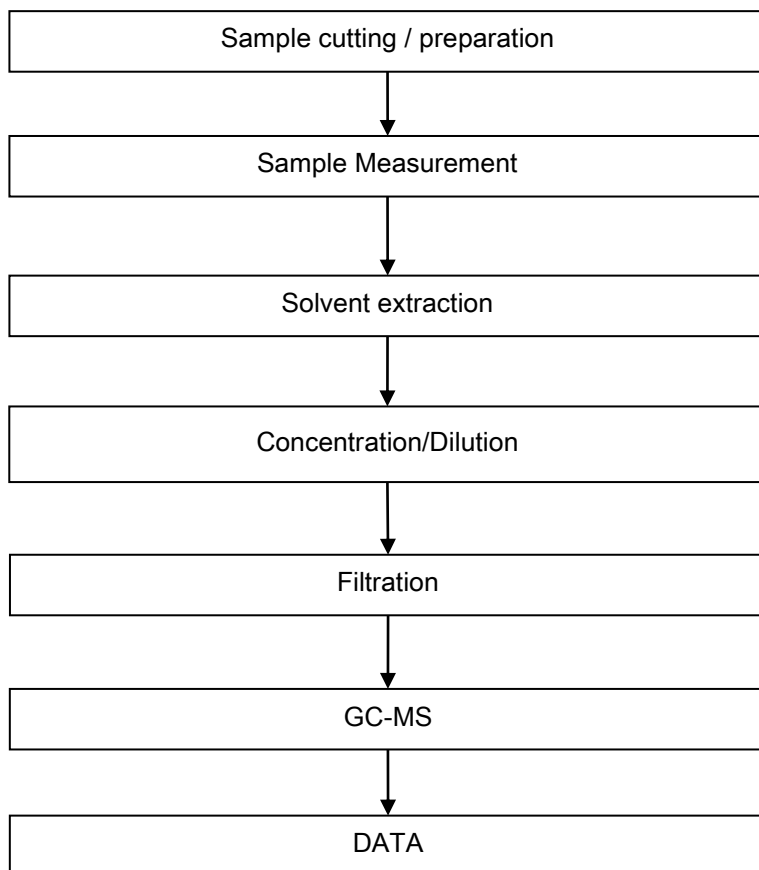 Sample cutting / preparation
Sample Measurement
Solvent extraction
Concentration/Dilution
Filtration
GC-MS
DATA